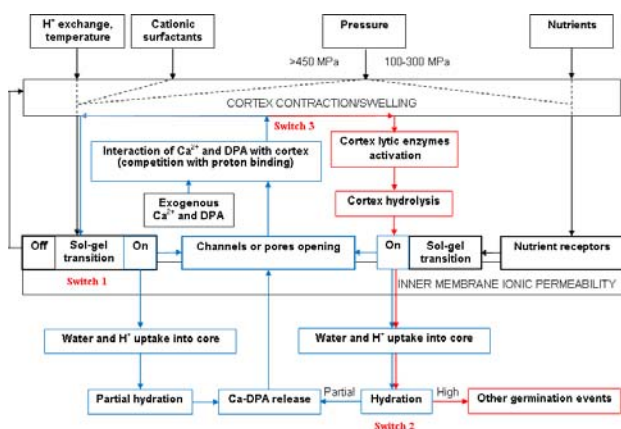 H⁺ exchange,
temperature
Cationic
surfactants
Pressure
Nutrients
>450 MPa
100-300 MPa
CORTEX CONTRACTION/SWELLING
Switch 3
Interaction of Ca²⁺ and DPA with cortex
(competition with proton binding)
Cortex lytic enzymes
activation
Exogenous
Ca²⁺ and DPA
Cortex hydrolysis
Off
Sol-gel
transition
On
Channels or pores opening
On
Sol-gel
transition
Nutrient receptors
Switch 1
INNER MEMBRANE IONIC PERMEABILITY
Water and H⁺ uptake into core
Water and H⁺ uptake into core
Partial hydration
Ca-DPA release
Partial
Hydration
High
Other germination events
Switch 2